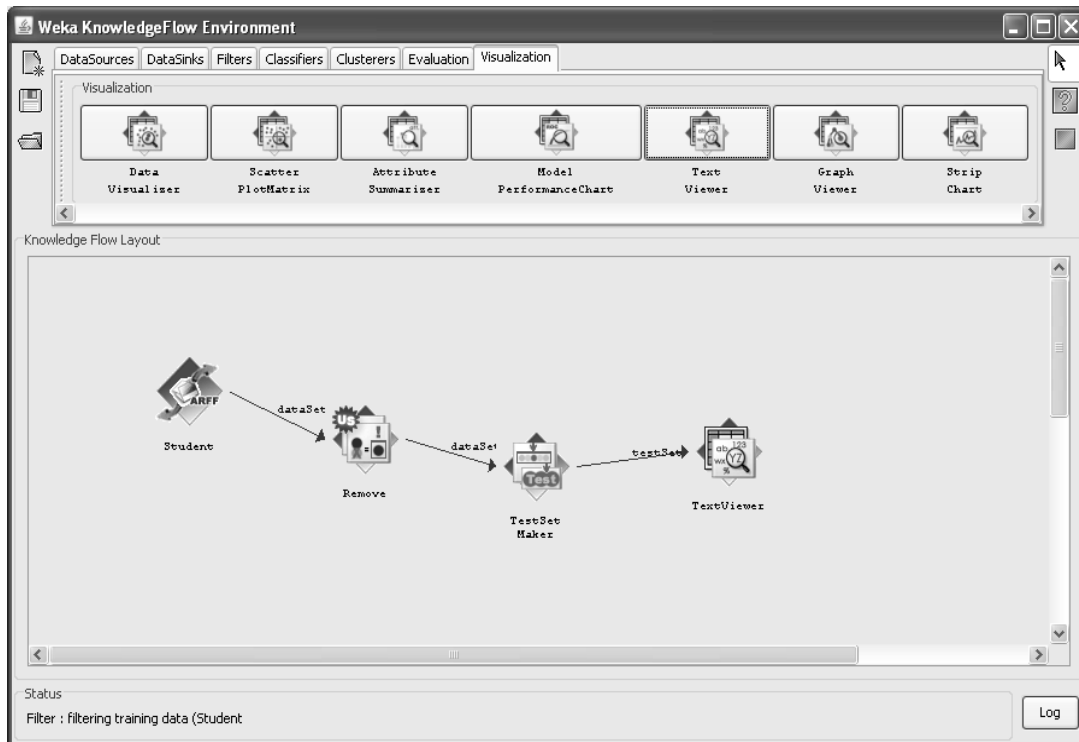 Weka KnowledgeFlow Environment
DataSources DataSinks Filters Classifiers Clusterers Evaluation Visualization
Visualization
Data Visualizer
Scatter PlotMatrix
Attribute Summarizer
Model PerformanceChart
Text Viewer
Graph Viewer
Strip Chart
Knowledge Flow Layout
ARFF
Student
dataSet
Remove
dataSet
Test
TestSet
Maker
testSet
TextViewer
Status
Filter : filtering training data (Student
Log